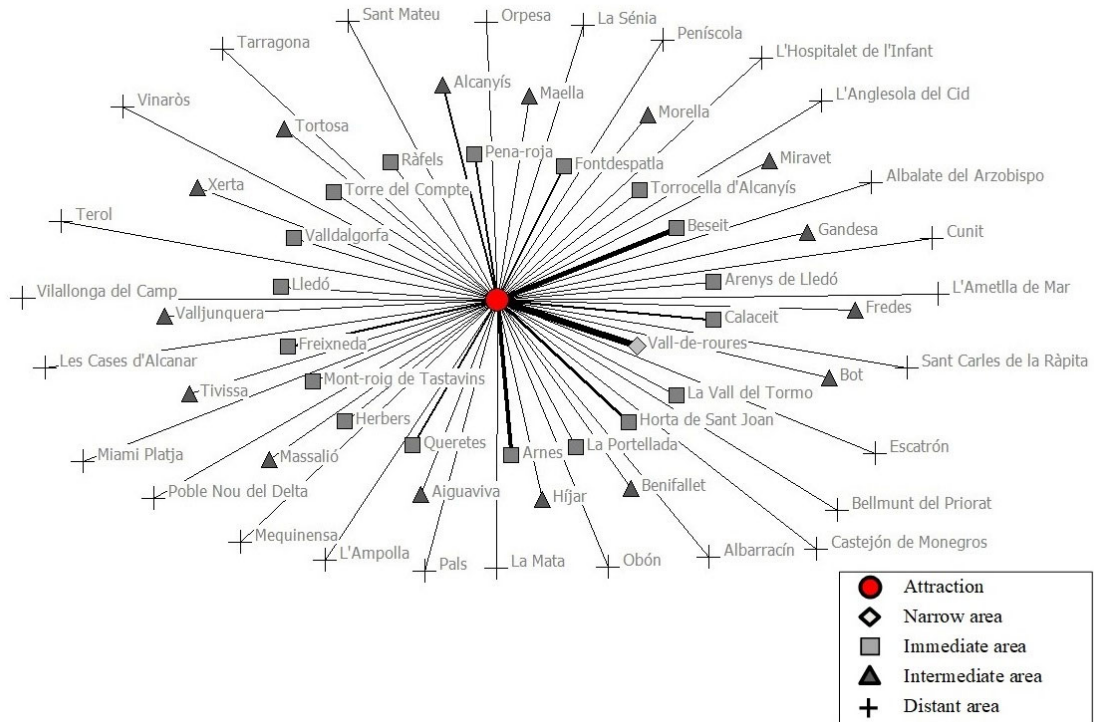 Sant Mateu
Orpesa
La Sénia
Tarragona
Peníscola
L'Hospitalet de l'Infant
Alcanyís
Maella
Vinaròs
L'Anglesola del Cid
Morella
Tortosa
Pena-roja
Ràfels
Fontdespatla
Miravet
Xerta
Torre del Compte
Torrocella d'Alcanyís
Albalate del Arzobispo
Terol
Beseit
Valldalgorfa
Gandesa
Cunit
Lledó
Arenys de Lledó
Vilallonga del Camp
L'Ametlla de Mar
Valljunquera
Calaceit
Fredes
Freixneda
Vall-de-roures
Les Cases d'Alcanar
Sant Carles de la Ràpita
Mont-roig de Tastavins
Bot
Tivissa
La Vall del Tormo
Herbers
Horta de Sant Joan
Queretes
La Portellada
Arnes
Escatrón
Miami Platja
Massalió
Benifallet
Poble Nou del Delta
Aiguaviva
Híjar
Bellmunt del Priorat
Mequinensa
Castejón de Monegros
L'Ampolla
Albarracín
Pals
La Mata
Obón
Attraction
Narrow area
Immediate area
Intermediate area
Distant area